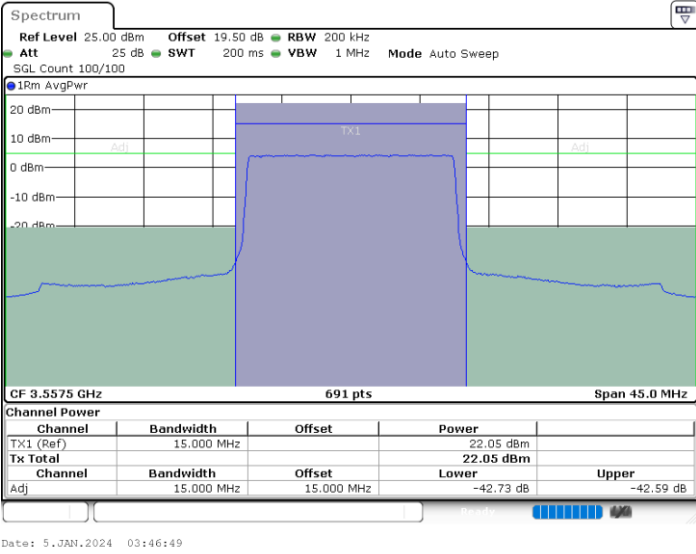 Spectrum
Ref Level 25.00 dBm Offset 19.50 dB RBW 200 kHz
Att 25 dB SWT 200 ms VBW 1 MHz Mode Auto Sweep
SGL Count 100/100
1Rm AvgPwr
20 dBm
TX1
10 dBm
Adj Adj
0 dBm
-10 dBm
-20 dBm
CF 3.5575 GHz 691 pts Span 45.0 MHz
Channel Power
Channel Bandwidth Offset Power
TX1 (Ref) 15.000 MHz 22.05 dBm
Tx Total 22.05 dBm
Channel Bandwidth Offset Lower Upper
Adj 15.000 MHz 15.000 MHz -42.73 dB -42.59 dB
Ready
Date: 5.JAN.2024 03:46:49